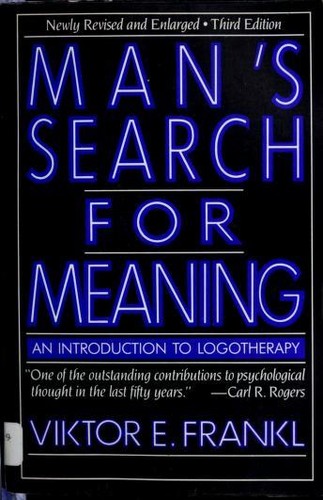 Newly Revised and Enlarged • Third Edition
MAN'S
SEARCH
FOR
MEANING
AN INTRODUCTION TO LOGOTHERAPY
"One of the outstanding contributions to psychological
thought in the last fifty years." —Carl R. Rogers
VIKTOR E. FRANKL